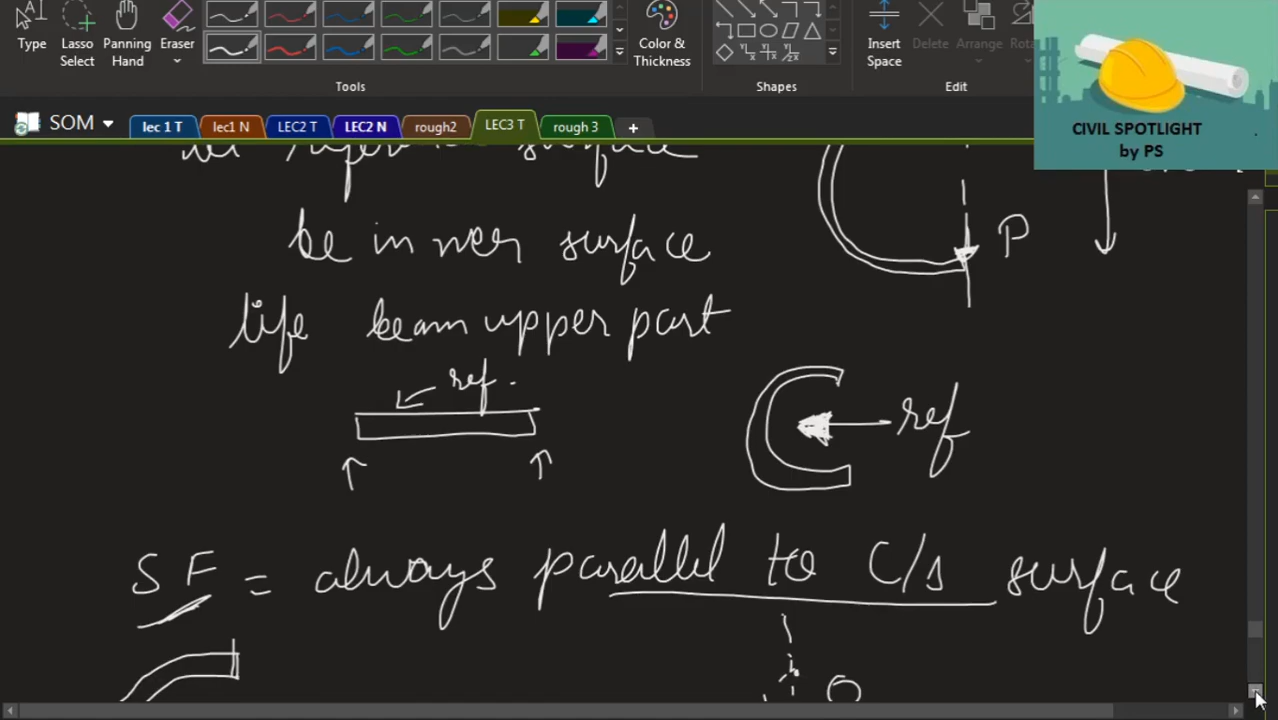 Type
Lasso
Select
Panning
Hand
Eraser
Color &
Thickness
Insert
Space
Delete
Arrange
Tools
Shapes
Edit
CIVIL SPOTLIGHT
by PS
SOM
lec 1 T
lec1 N
LEC2 T
LEC2 N
rough2
LEC3 T
rough 3
surface
be inner surface
P
life beam upper part
ref.
ref
SF = always parallel to C/s surface
O